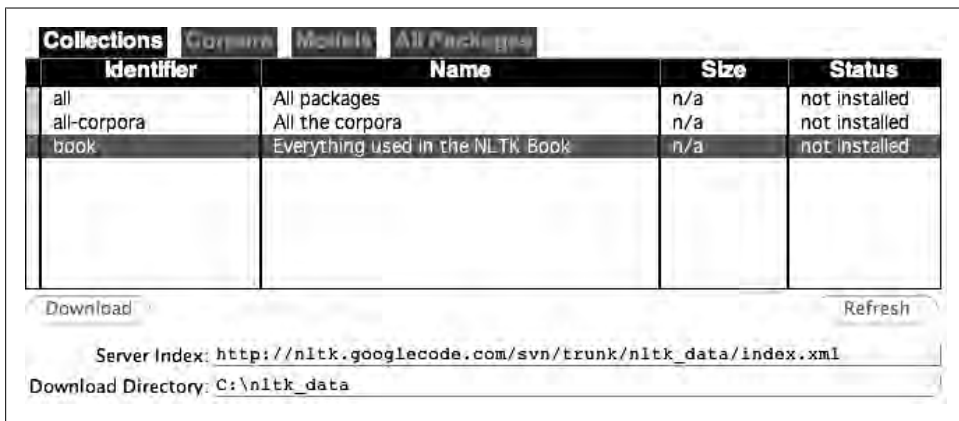 Collections Corpora Models All Packages
Identifier Name Size Status
all All packages n/a not installed
all-corpora All the corpora n/a not installed
book Everything used in the NLTK Book n/a not installed
Download Refresh
Server Index: http://nltk.googlecode.com/svn/trunk/nltk_data/index.xml
Download Directory: C:\nltk_data